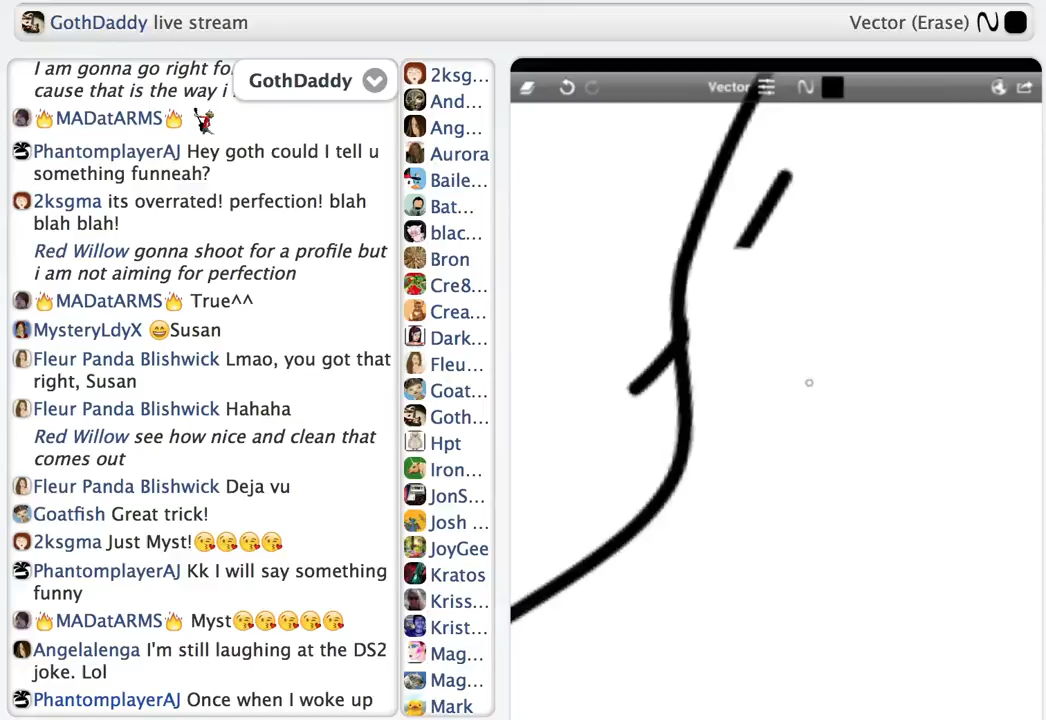 GothDaddy live stream
Vector (Erase)
I am gonna go right fo
cause that is the way i
GothDaddy
🔥MADatARMS🔥
PhantomplayerAJ Hey goth could I tell u
something funneah?
2ksgma its overrated! perfection! blah
blah blah!
Red Willow gonna shoot for a profile but
i am not aiming for perfection
🔥MADatARMS🔥 True^^
MysteryLdyX 😄Susan
Fleur Panda Blishwick Lmao, you got that
right, Susan
Fleur Panda Blishwick Hahaha
Red Willow see how nice and clean that
comes out
Fleur Panda Blishwick Deja vu
Goatfish Great trick!
2ksgma Just Myst!😘😘😘😘
PhantomplayerAJ Kk I will say something
funny
🔥MADatARMS🔥 Myst😘😘😘😘😘
Angelalenga I'm still laughing at the DS2
joke. Lol
PhantomplayerAJ Once when I woke up
2ksg...
And...
Ang...
Aurora
Baile...
Bat...
blac...
Bron
Cre8...
Crea...
Dark...
Fleu...
Goat...
Goth...
Hpt
Iron...
JonS...
Josh ...
JoyGee
Kratos
Kriss...
Krist...
Mag...
Mag...
Mark
Vector